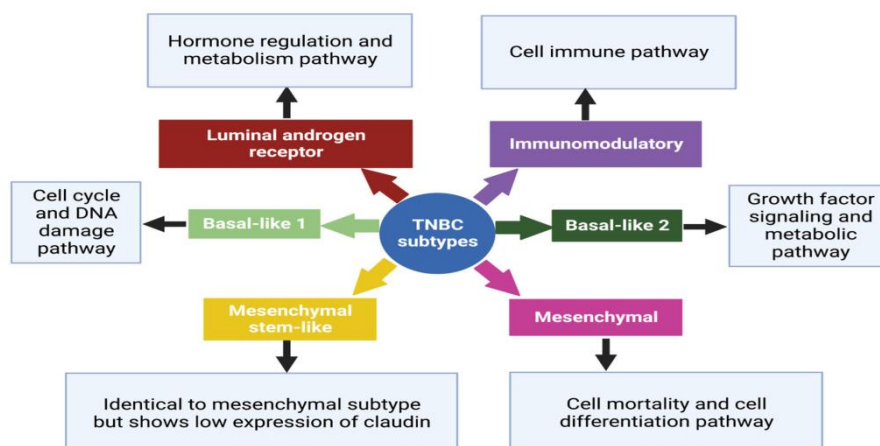 Hormone regulation and
metabolism pathway
Cell immune pathway
Luminal androgen
receptor
Immunomodulatory
Cell cycle
and DNA
damage
pathway
Basal-like 1
TNBC
subtypes
Basal-like 2
Growth factor
signaling and
metabolic
pathway
Mesenchymal
stem-like
Mesenchymal
Identical to mesenchymal subtype
but shows low expression of claudin
Cell mortality and cell
differentiation pathway